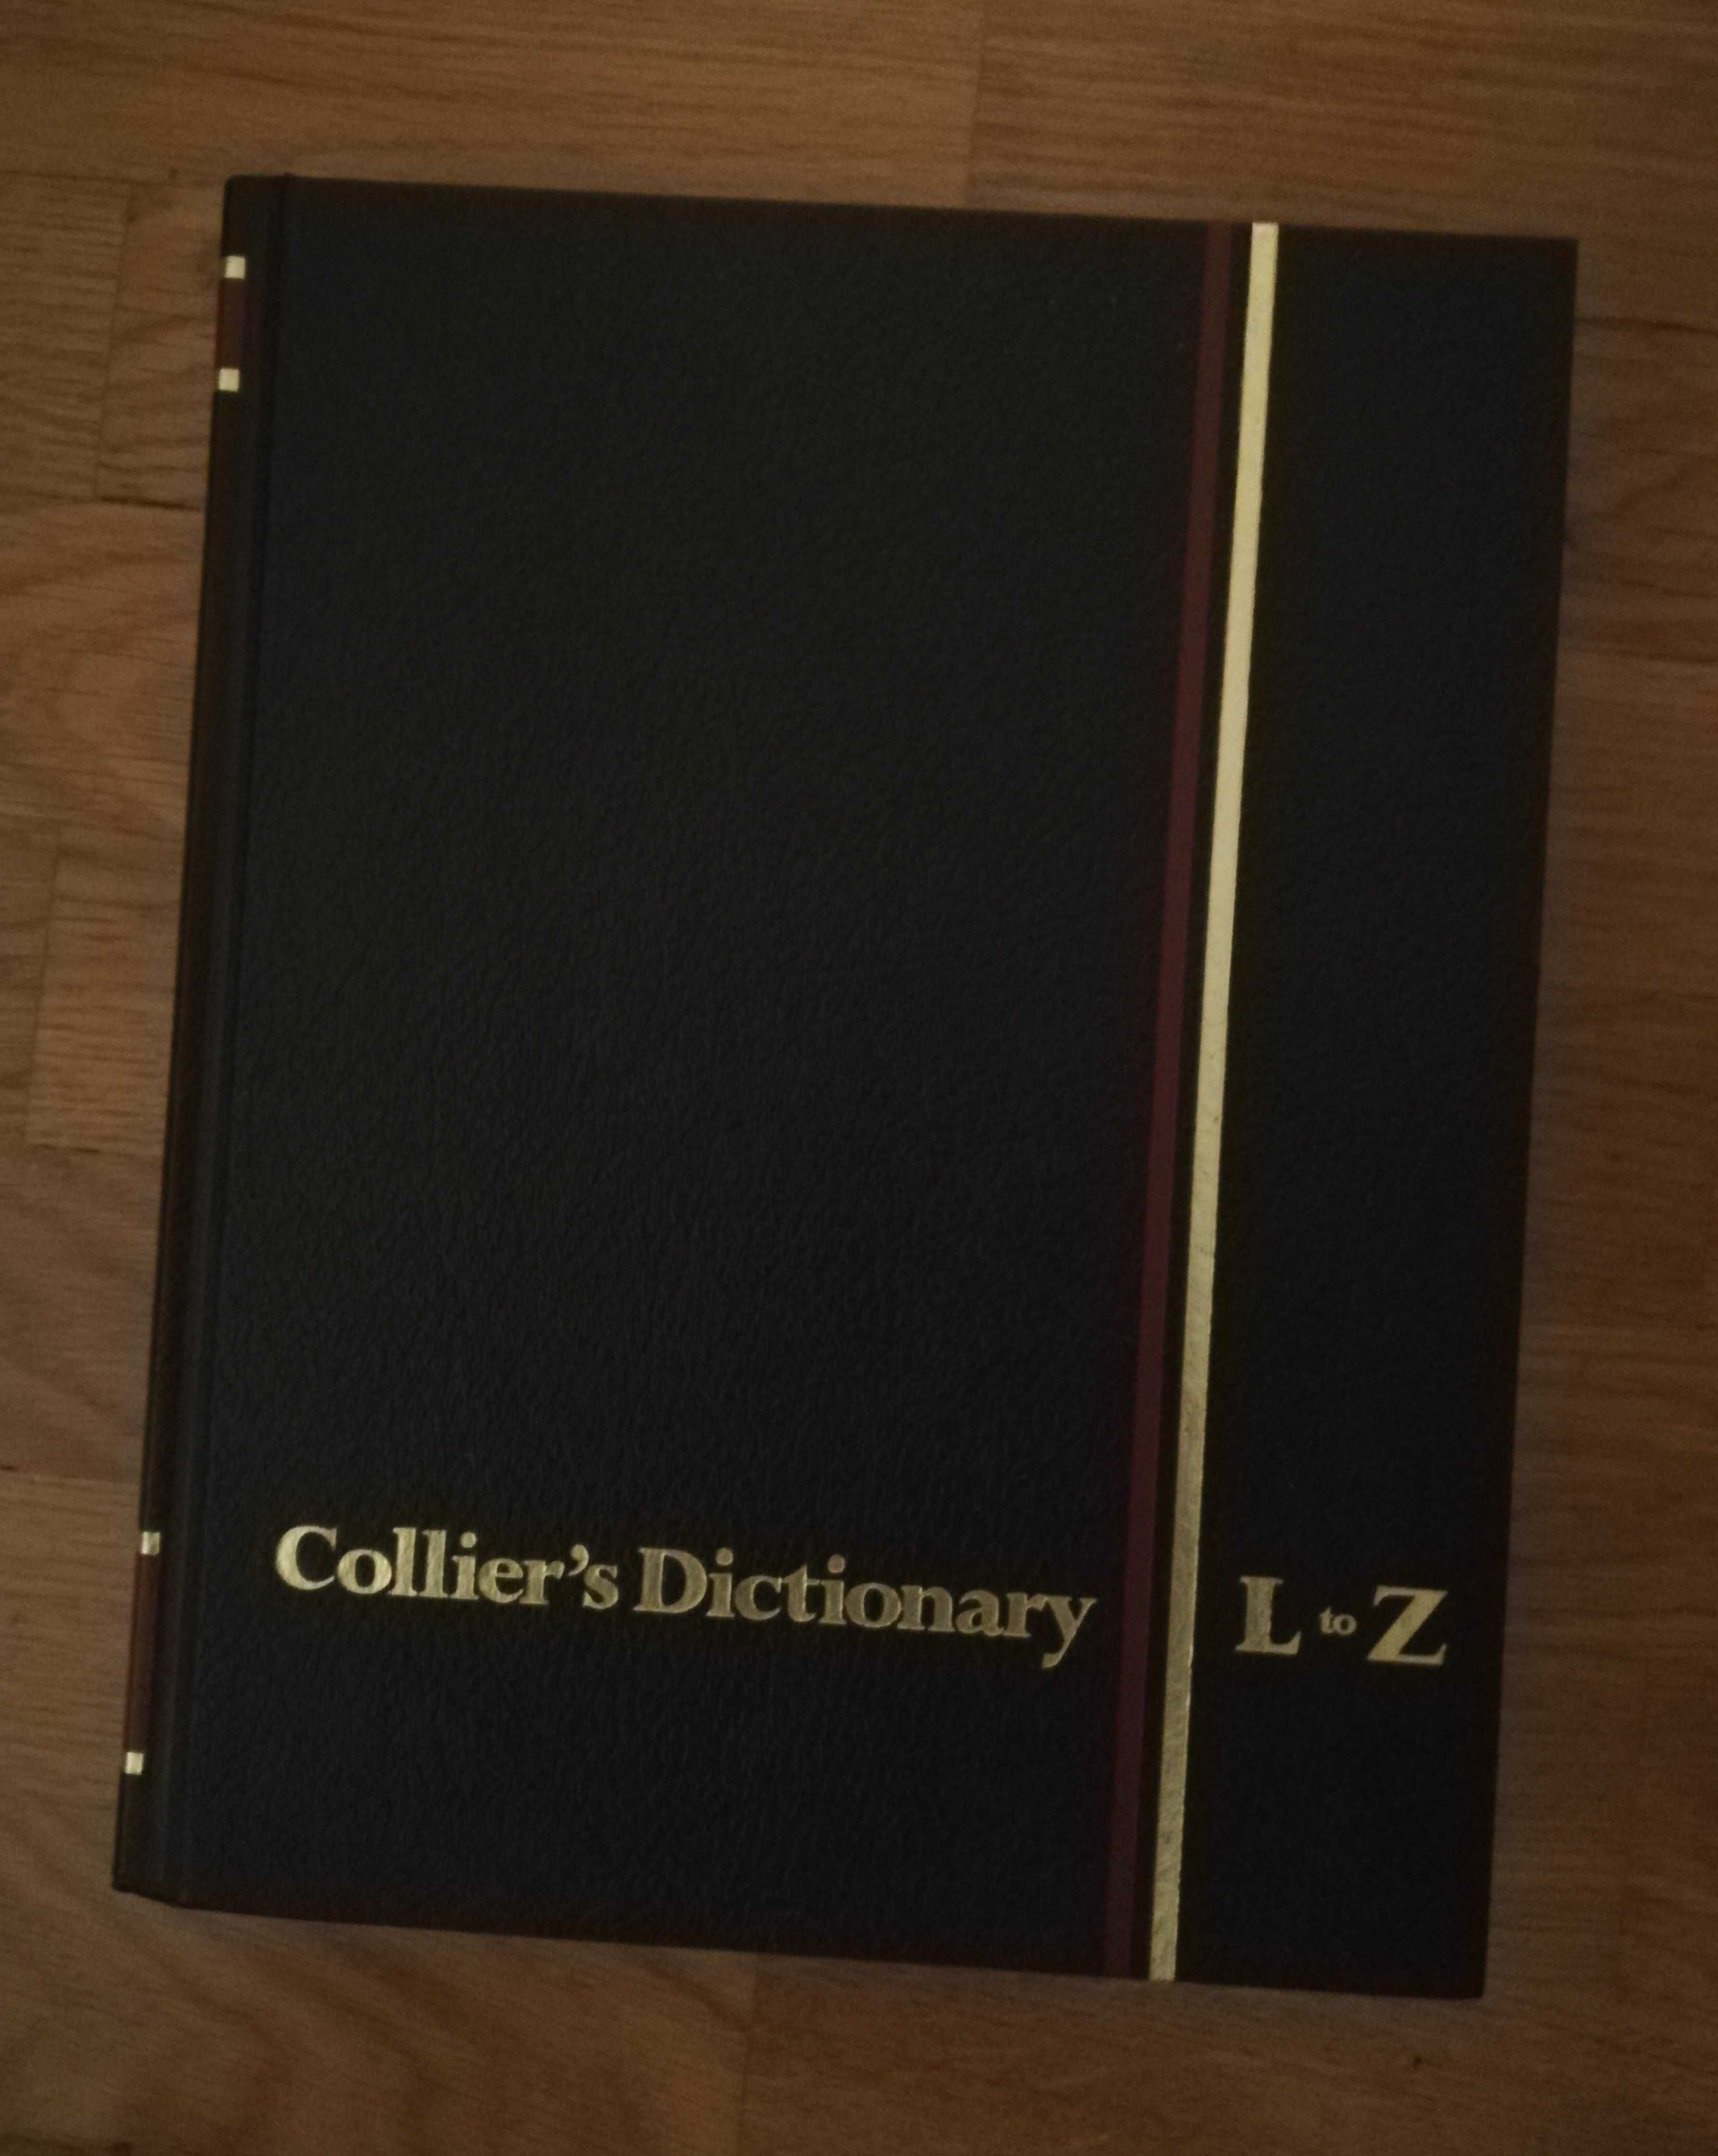 Collier's Dictionary L to Z